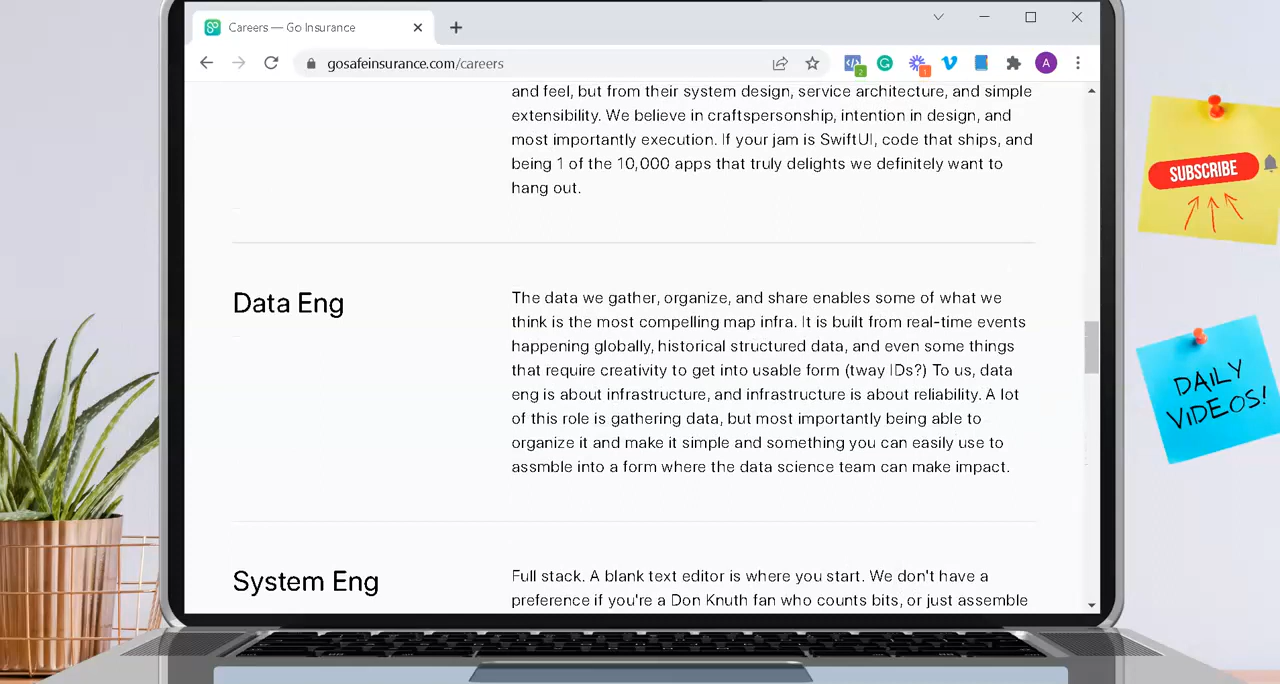 Careers — Go Insurance
gosafeinsurance.com/careers
2
1
A
and feel, but from their system design, service architecture, and simple
extensibility. We believe in craftspersonship, intention in design, and
most importantly execution. If your jam is SwiftUI, code that ships, and
being 1 of the 10,000 apps that truly delights we definitely want to
hang out.
Data Eng
The data we gather, organize, and share enables some of what we
think is the most compelling map infra. It is built from real-time events
happening globally, historical structured data, and even some things
that require creativity to get into usable form (tway IDs?) To us, data
eng is about infrastructure, and infrastructure is about reliability. A lot
of this role is gathering data, but most importantly being able to
organize it and make it simple and something you can easily use to
assmble into a form where the data science team can make impact.
System Eng
Full stack. A blank text editor is where you start. We don't have a
preference if you're a Don Knuth fan who counts bits, or just assemble
SUBSCRIBE
DAILY
VIDEOS!